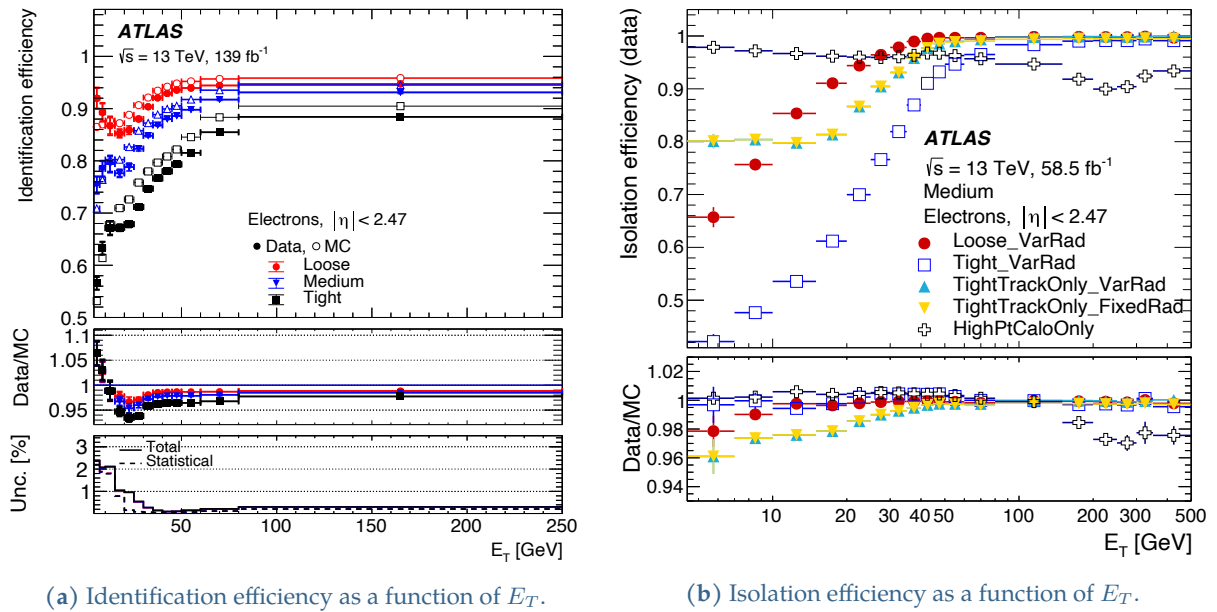 ATLAS
√s = 13 TeV, 139 fb⁻¹
Identification efficiency
1
0.9
0.8
0.7
0.6
0.5
Electrons, |η| < 2.47
Data, MC
Loose
Medium
Tight
Data/MC
1.1
1.05
1
0.95
Unc. [%]
3
2
1
Total
Statistical
50 100 150 200 250
E_T [GeV]
(a) Identification efficiency as a function of E_T.
Isolation efficiency (data)
1
0.9
0.8
0.7
0.6
0.5
ATLAS
√s = 13 TeV, 58.5 fb⁻¹
Medium
Electrons, |η| < 2.47
Loose_VarRad
Tight_VarRad
TightTrackOnly_VarRad
TightTrackOnly_FixedRad
HighPtCaloOnly
Data/MC
1.02
1.00
0.98
0.96
0.94
10 20 30 40 50 100 200 300 500
E_T [GeV]
(b) Isolation efficiency as a function of E_T.